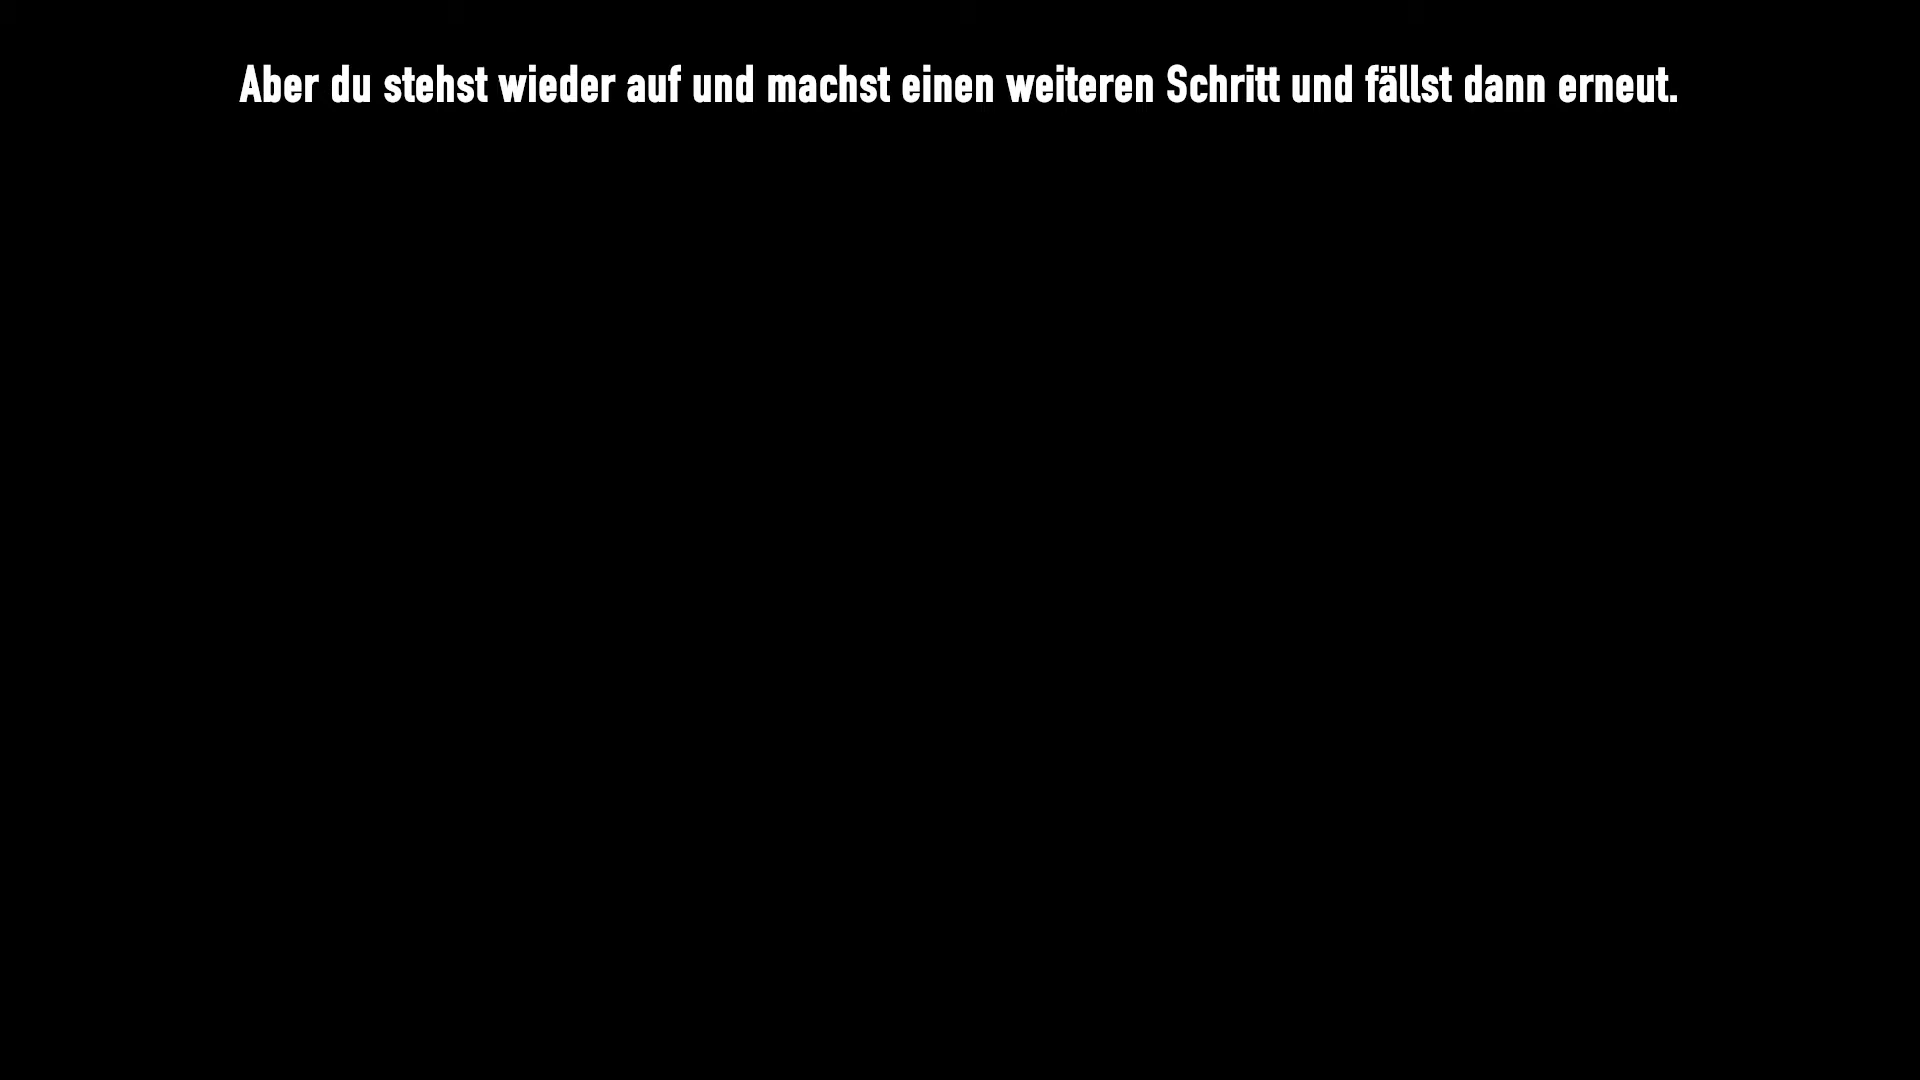 Aber du stehst wieder auf und machst einen weiteren Schritt und fällst dann erneut.